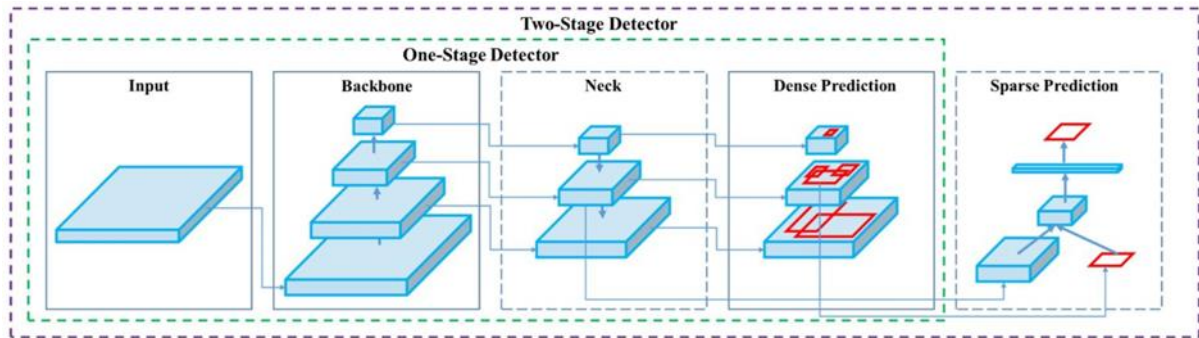 Two-Stage Detector
One-Stage Detector
Input
Backbone
Neck
Dense Prediction
Sparse Prediction